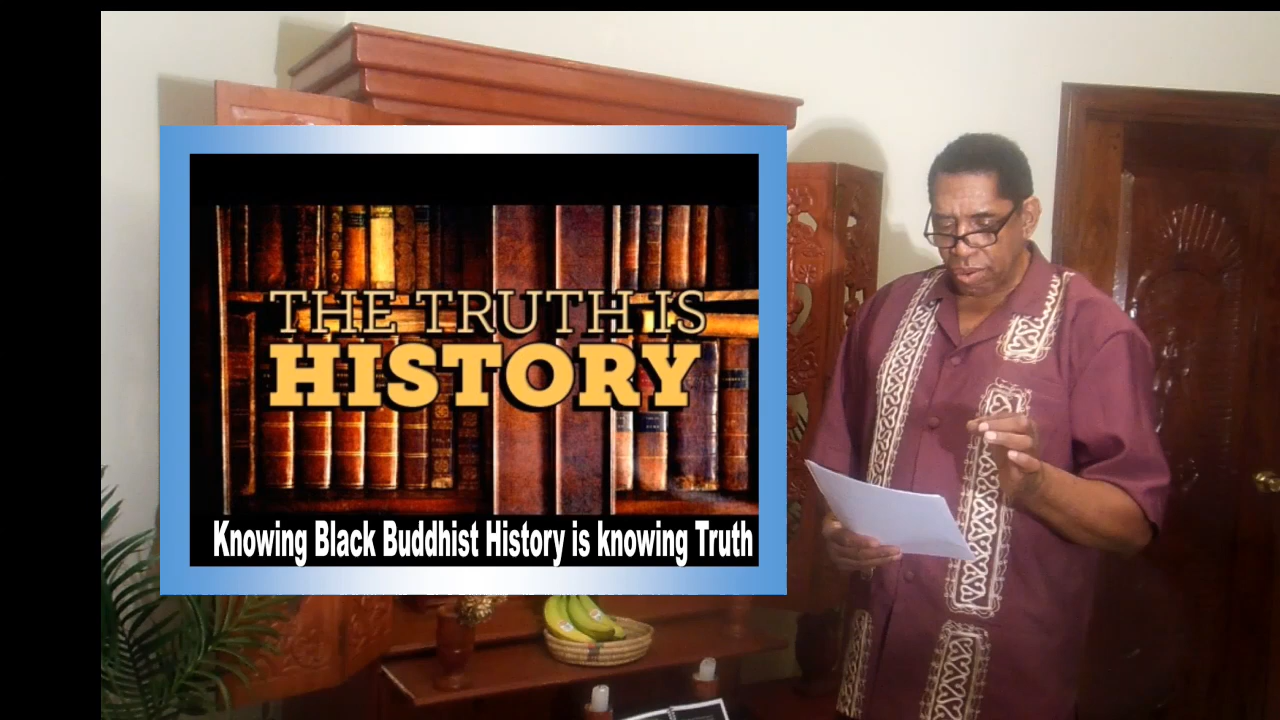 THE TRUTH IS
HISTORY
Knowing Black Buddhist History is knowing Truth